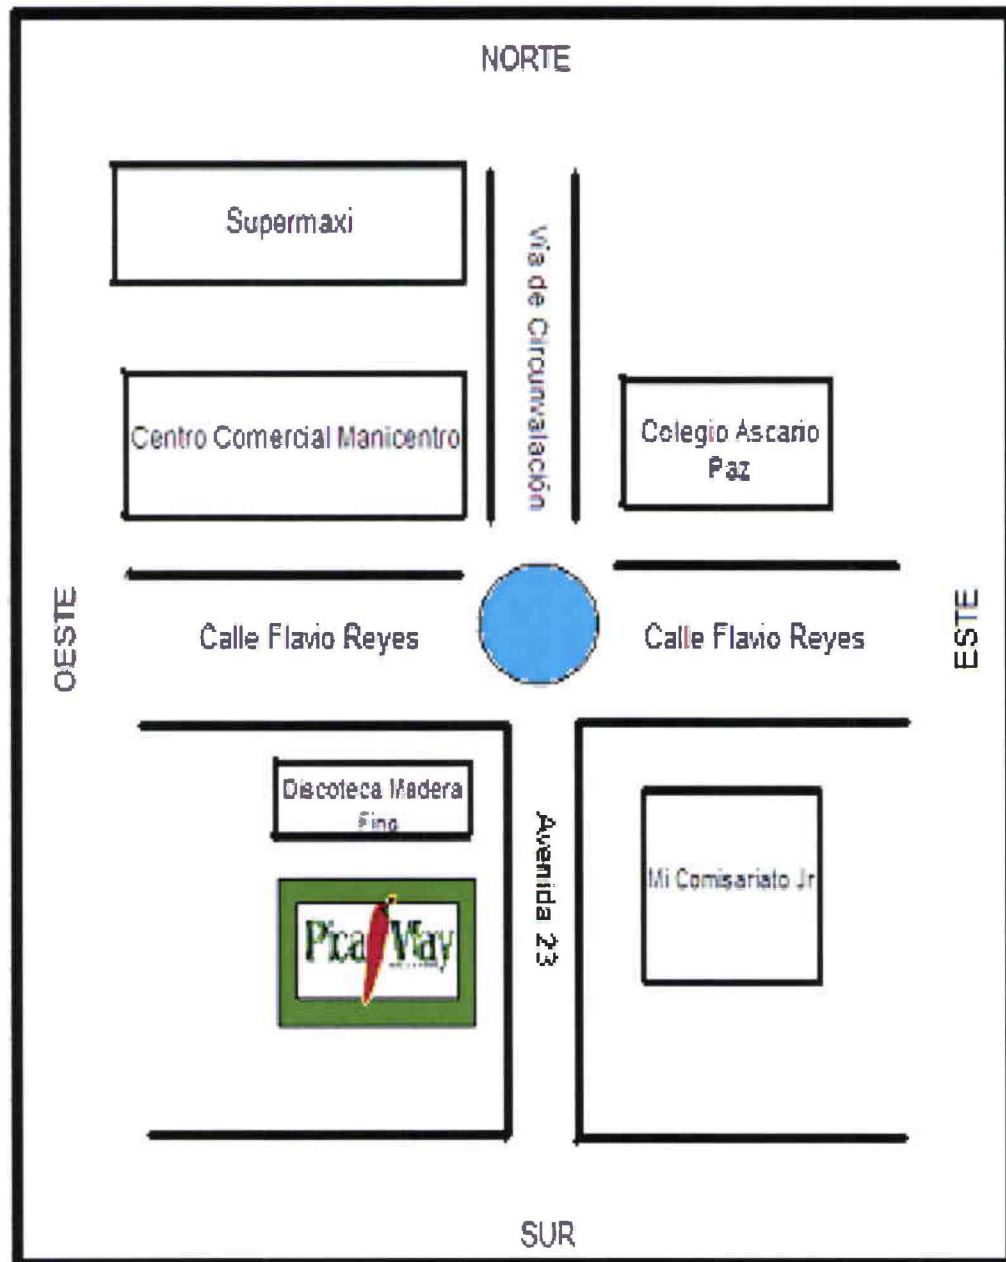 NORTE
Supermaxi
Vía de Circunvalación
Centro Comercial Manicentro
Colegio Ascario
Paz
OESTE
Calle Flavio Reyes
Calle Flavio Reyes
ESTE
Discoteca Madera
Fina
Avenida 23
Mi Comisariato Jr
Pica
SUR